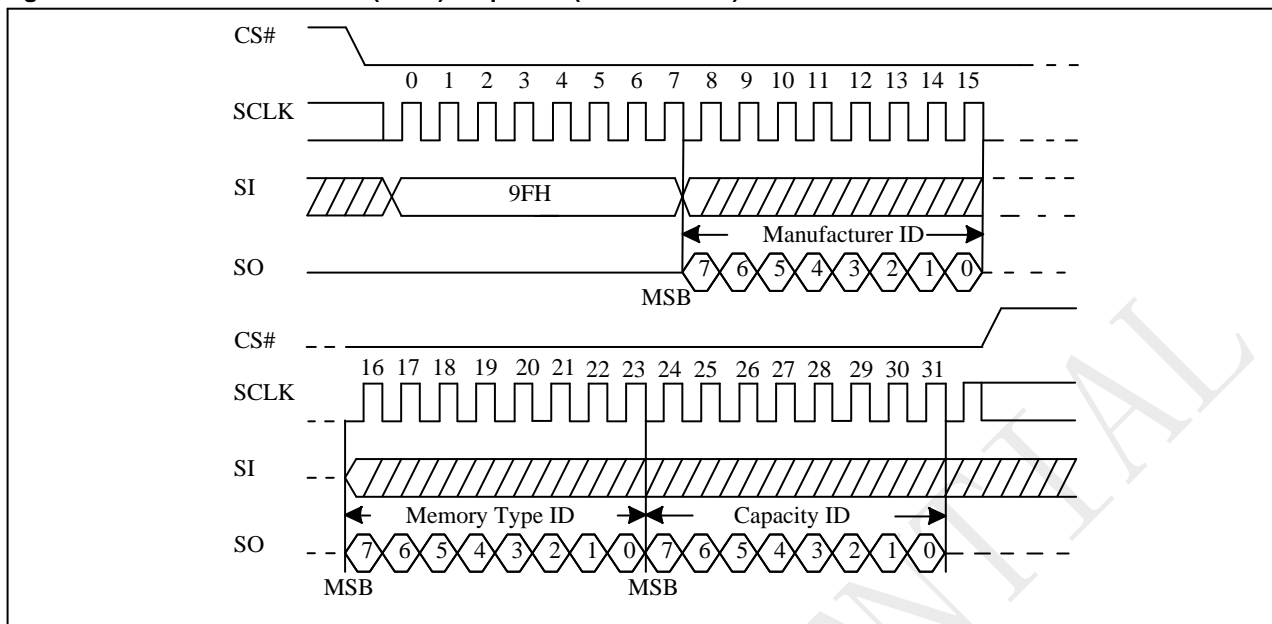 CS#
0 1 2 3 4 5 6 7 8 9 10 11 12 13 14 15
SCLK
SI
9FH
Manufacturer ID
SO
7 6 5 4 3 2 1 0
MSB
CS#
16 17 18 19 20 21 22 23 24 25 26 27 28 29 30 31
SCLK
SI
Memory Type ID Capacity ID
SO
7 6 5 4 3 2 1 0 7 6 5 4 3 2 1 0
MSB MSB
NTIAL